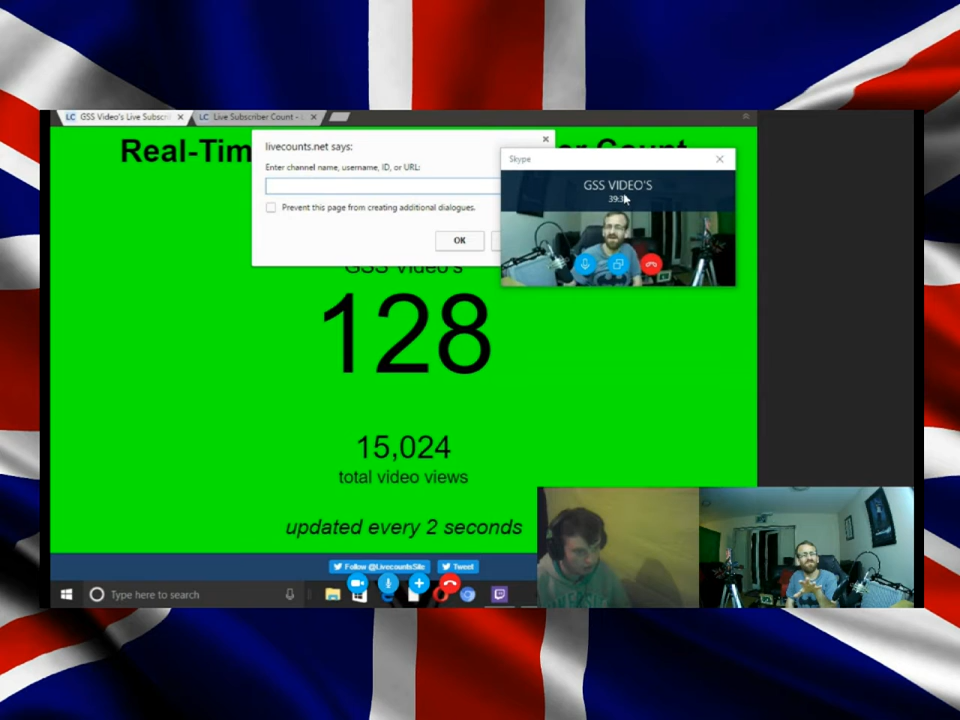 GSS Video's Live Subscri
Live Subscriber Count -
Real-Tim
livecounts.net says:
Enter channel name, username, ID, or URL:
Prevent this page from creating additional dialogues.
OK
Skype
GSS VIDEO'S
GSS Video's
128
15,024
total video views
updated every 2 seconds
Follow @LivecountsSite
Tweet
Type here to search